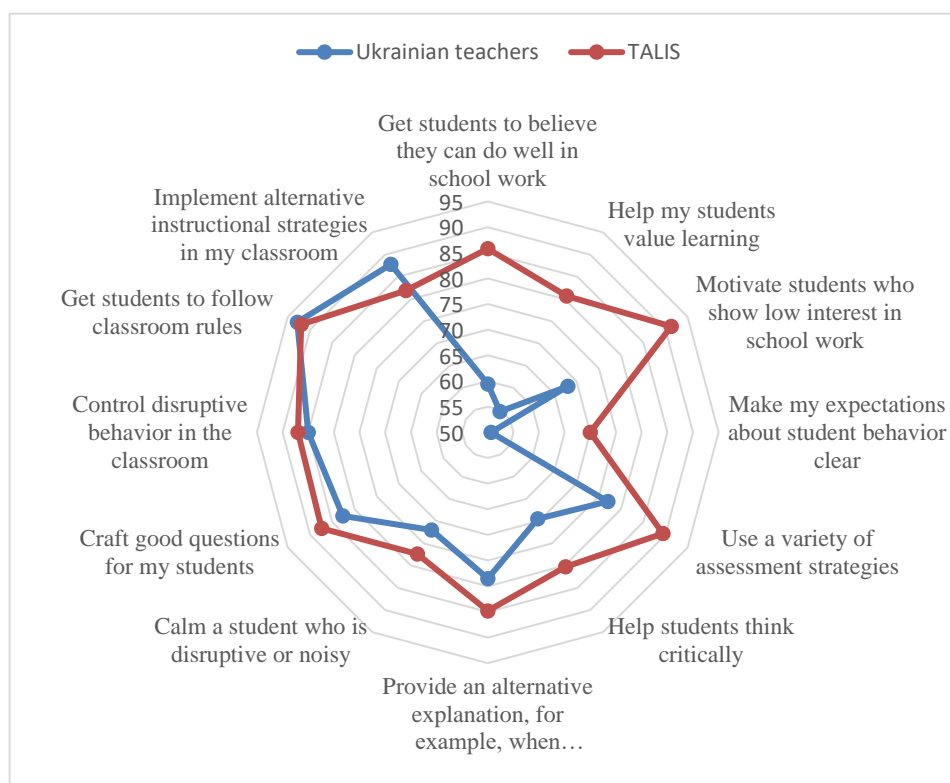 Ukrainian teachers
TALIS
Get students to believe
they can do well in
school work
Help my students
value learning
Motivate students who
show low interest in
school work
Make my expectations
about student behavior
clear
Use a variety of
assessment strategies
Help students think
critically
Provide an alternative
explanation, for
example, when…
Calm a student who is
disruptive or noisy
Craft good questions
for my students
Control disruptive
behavior in the
classroom
Get students to follow
classroom rules
Implement alternative
instructional strategies
in my classroom
95
90
85
80
75
70
65
60
55
50